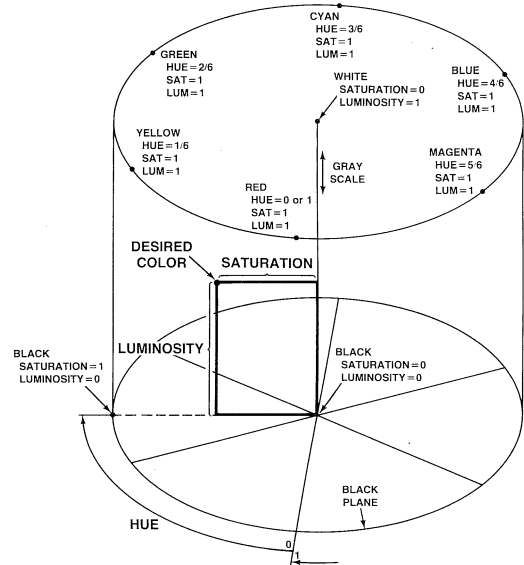 CYAN
HUE=3/6
SAT=1
LUM=1
GREEN
HUE=2/6
SAT=1
LUM=1
WHITE
SATURATION=0
LUMINOSITY=1
BLUE
HUE=4/6
SAT=1
LUM=1
YELLOW
HUE=1/6
SAT=1
LUM=1
GRAY
SCALE
MAGENTA
HUE=5/6
SAT=1
LUM=1
RED
HUE=0 or 1
SAT=1
LUM=1
DESIRED
COLOR
SATURATION
LUMINOSITY
BLACK
SATURATION=1
LUMINOSITY=0
BLACK
SATURATION=0
LUMINOSITY=0
BLACK
PLANE
HUE
0
1